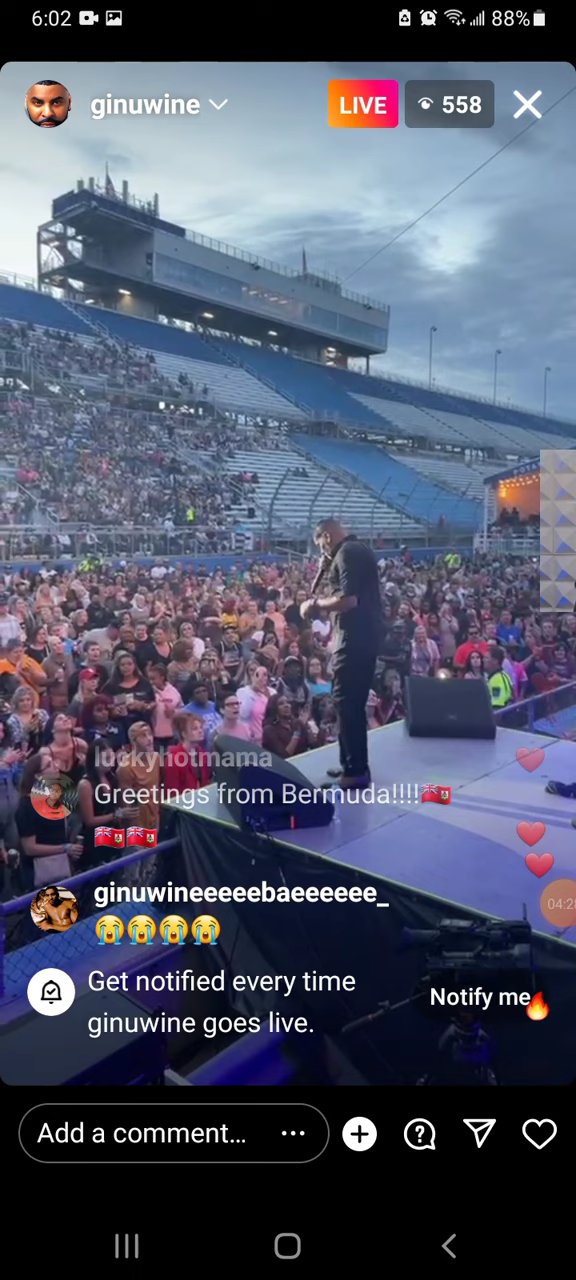 6:02
88%
ginuwine
LIVE
558
luckyhotmama
Greetings from Bermuda!!!!🇧🇲
🇧🇲🇧🇲
ginuwineeeeebaeeeeee_
😭😭😭😭
Get notified every time
ginuwine goes live.
Notify me
04:28
Add a comment...